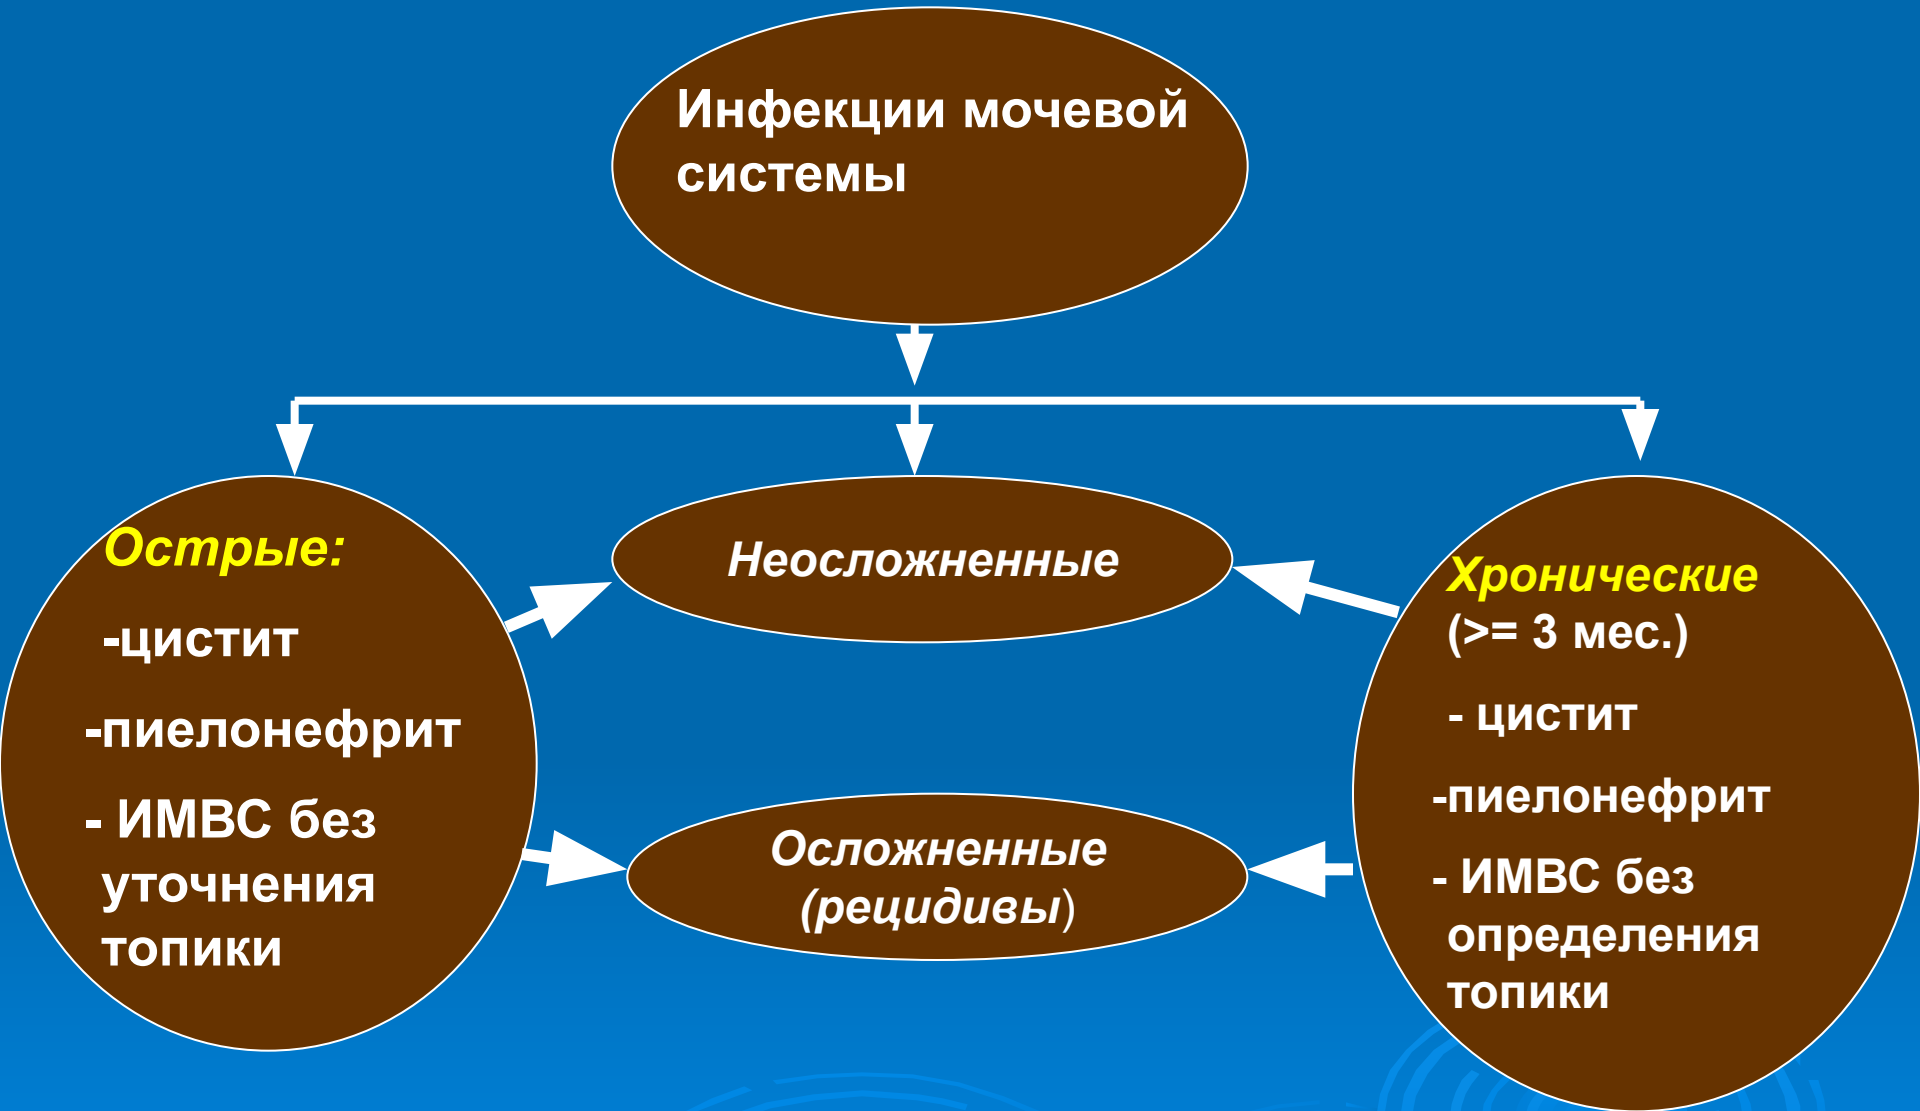 Инфекции мочевой
системы
Острые:
-цистит
-пиелонефрит
- ИМВС без
уточнения
топики
Неосложненные
Осложненные
(рецидивы)
Хронические
(>= 3 мес.)
- цистит
-пиелонефрит
- ИМВС без
определения
топики